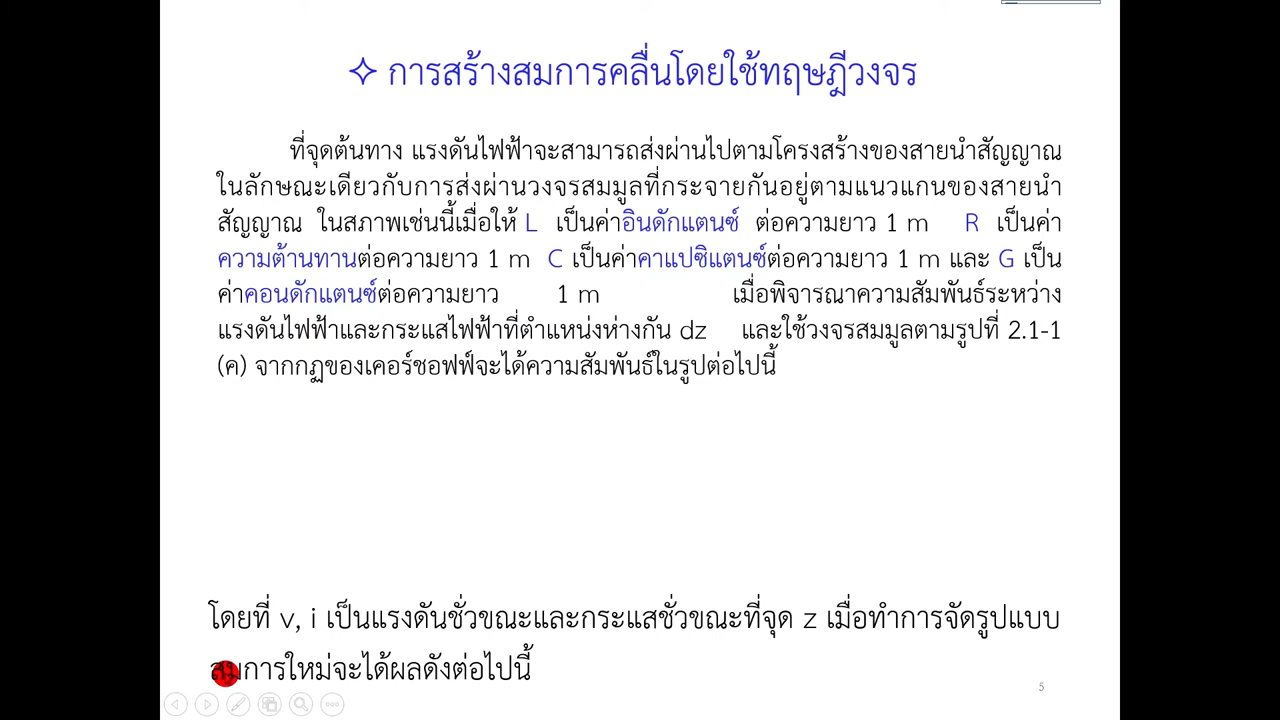 ✧ การสร้างสมการคลื่นโดยใช้ทฤษฎีวงจร
ที่จุดต้นทาง แรงดันไฟฟ้าจะสามารถส่งผ่านไปตามโครงสร้างของสายนำสัญญาณ
ในลักษณะเดียวกับการส่งผ่านวงจรสมมูลที่กระจายกันอยู่ตามแนวแกนของสายนำ
สัญญาณ ในสภาพเช่นนี้เมื่อให้ L เป็นค่าอินดักแตนซ์ ต่อความยาว 1 m R เป็นค่า
ความต้านทานต่อความยาว 1 m C เป็นค่าคาแปซิแตนซ์ต่อความยาว 1 m และ G เป็น
ค่าคอนดักแตนซ์ต่อความยาว 1 m เมื่อพิจารณาความสัมพันธ์ระหว่าง
แรงดันไฟฟ้าและกระแสไฟฟ้าที่ตำแหน่งห่างกัน dz และใช้วงจรสมมูลตามรูปที่ 2.1-1
(ค) จากกฏของเคอร์ชอฟฟ์จะได้ความสัมพันธ์ในรูปต่อไปนี้
โดยที่ v, i เป็นแรงดันชั่วขณะและกระแสชั่วขณะที่จุด z เมื่อทำการจัดรูปแบบ
สมการใหม่จะได้ผลดังต่อไปนี้
5